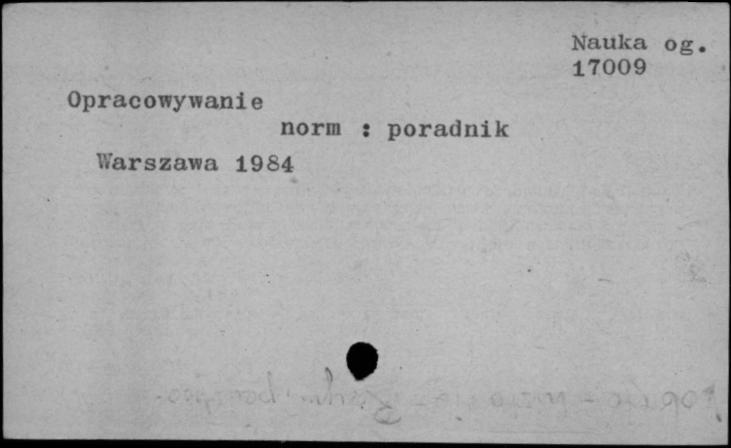 Nauka og.
17009
Opracowywanie
norm : poradnik
Warszawa 1984